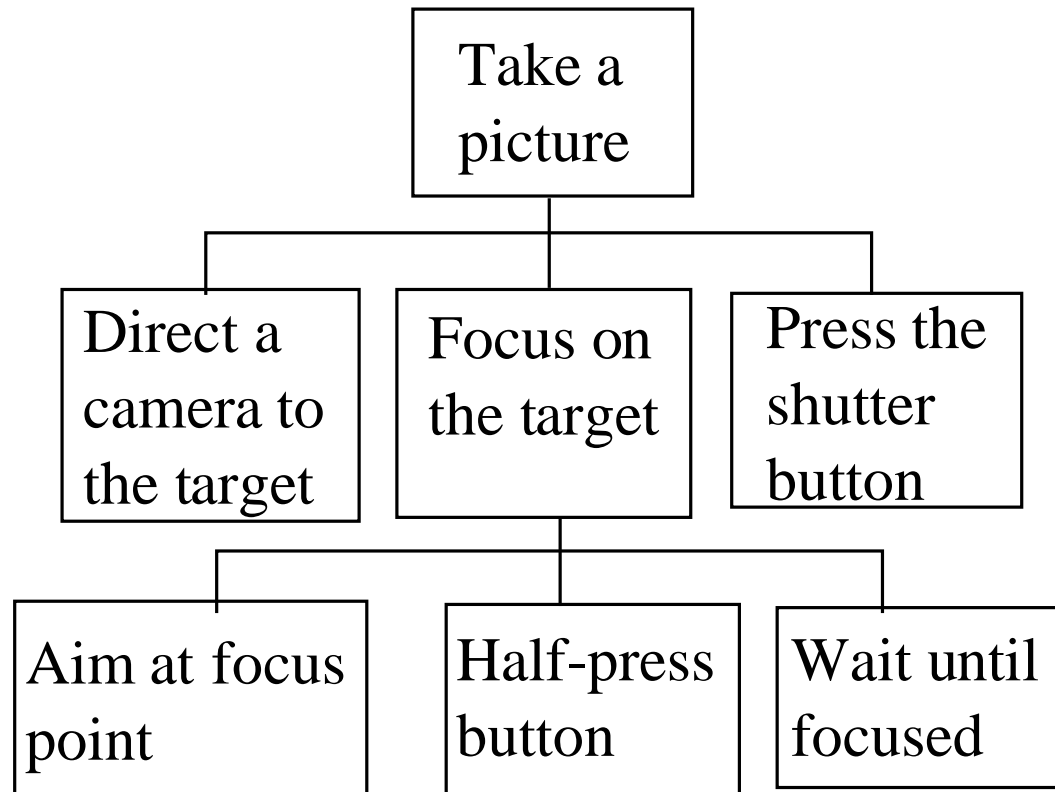 Take a
picture
Direct a
camera to
the target
Focus on
the target
Press the
shutter
button
Aim at focus
point
Half-press
button
Wait until
focused